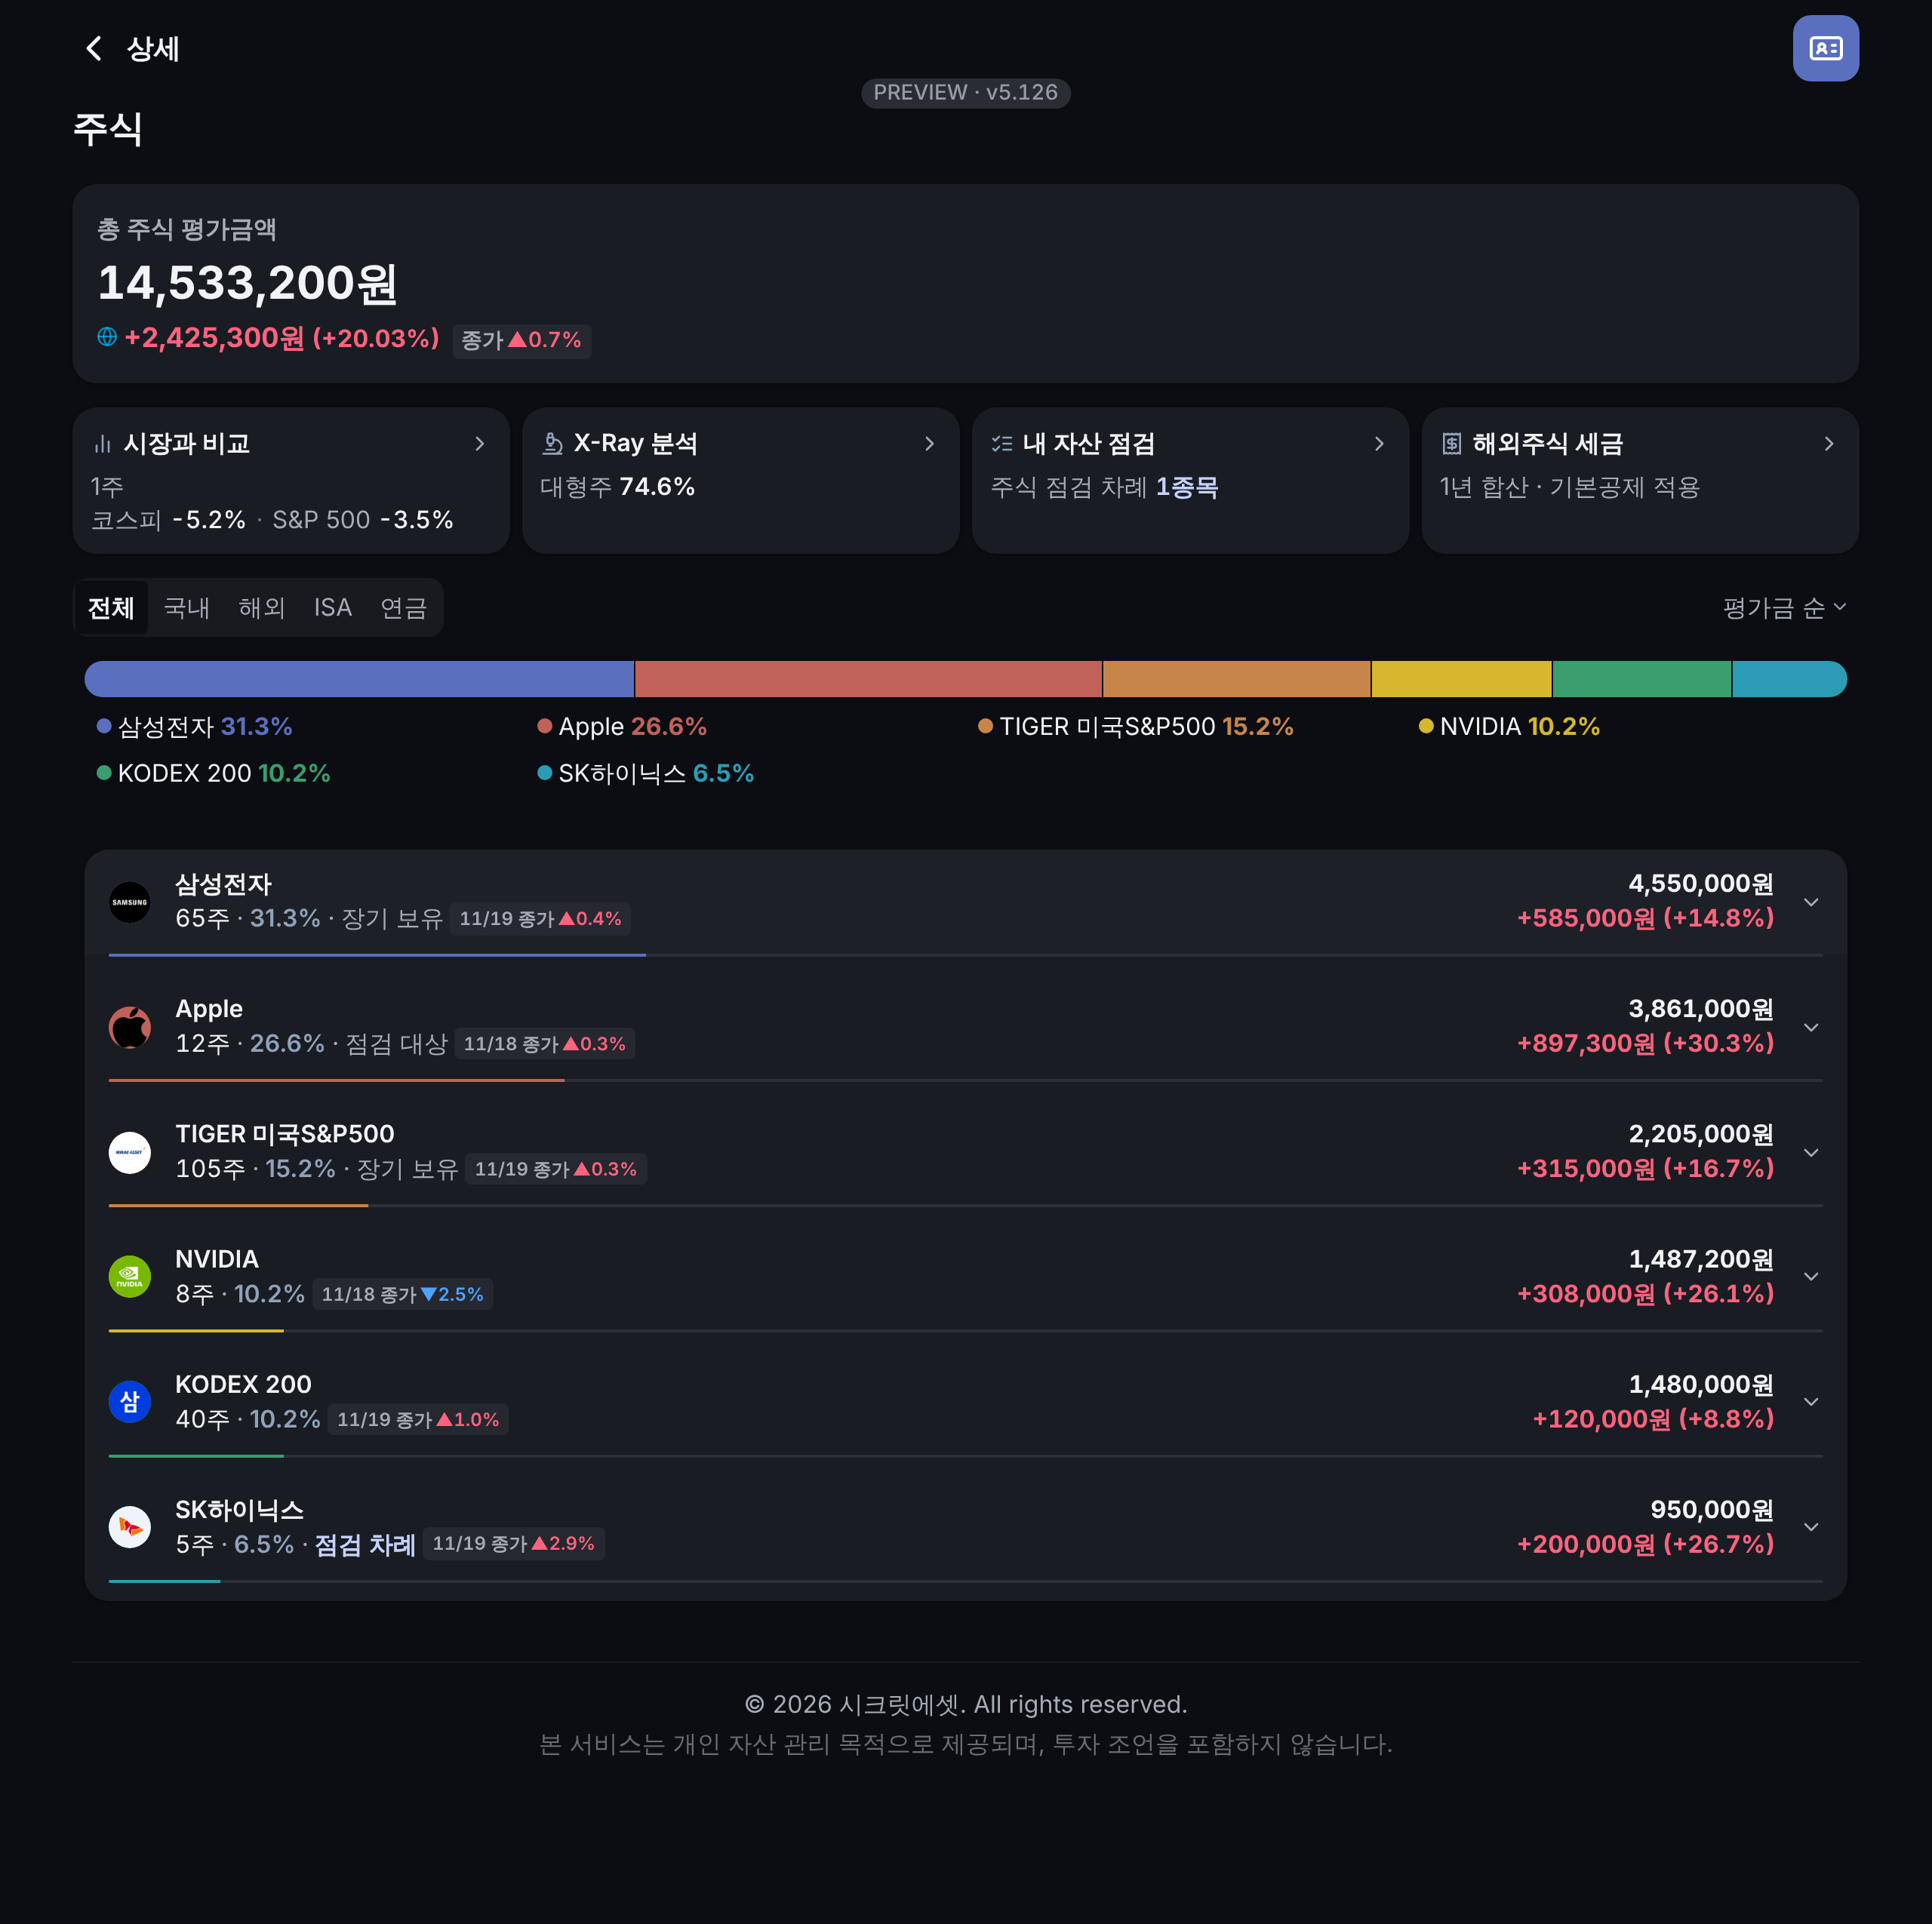 상세
PREVIEW · v5.126
주식
총 주식 평가금액
14,533,200원
+2,425,300원 (+20.03%) 종가▲0.7%
시장과 비교
1주
코스피 -5.2% · S&P 500 -3.5%
X-Ray 분석
대형주 74.6%
내 자산 점검
주식 점검 차례 1종목
해외주식 세금
1년 합산 · 기본공제 적용
전체 국내 해외 ISA 연금
평가금 순
삼성전자 31.3% Apple 26.6% TIGER 미국S&P500 15.2% NVIDIA 10.2%
KODEX 200 10.2% SK하이닉스 6.5%
SAMSUNG
삼성전자 4,550,000원
65주 · 31.3% · 장기 보유 11/19 종가▲0.4% +585,000원 (+14.8%)
Apple 3,861,000원
12주 · 26.6% · 점검 대상 11/18 종가▲0.3% +897,300원 (+30.3%)
MIRAE ASSET
TIGER 미국S&P500 2,205,000원
105주 · 15.2% · 장기 보유 11/19 종가▲0.3% +315,000원 (+16.7%)
NVIDIA
NVIDIA 1,487,200원
8주 · 10.2% 11/18 종가▼2.5% +308,000원 (+26.1%)
삼
KODEX 200 1,480,000원
40주 · 10.2% 11/19 종가▲1.0% +120,000원 (+8.8%)
SK하이닉스 950,000원
5주 · 6.5% · 점검 차례 11/19 종가▲2.9% +200,000원 (+26.7%)
© 2026 시크릿에셋. All rights reserved.
본 서비스는 개인 자산 관리 목적으로 제공되며, 투자 조언을 포함하지 않습니다.